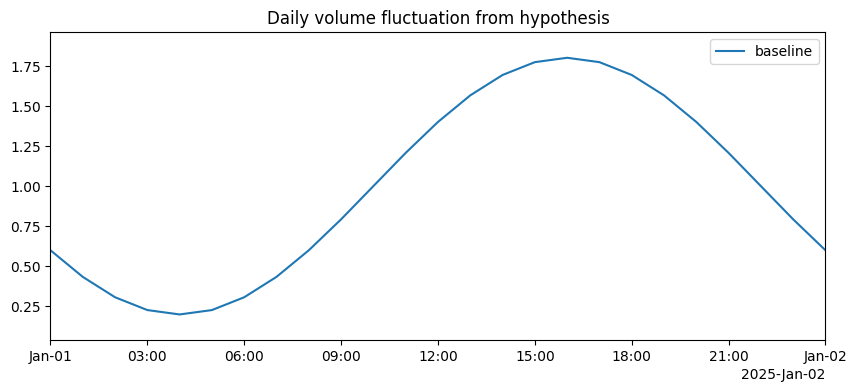 Daily volume fluctuation from hypothesis
baseline
1.75
1.50
1.25
1.00
0.75
0.50
0.25
Jan-01 03:00 06:00 09:00 12:00 15:00 18:00 21:00 Jan-02
2025-Jan-02